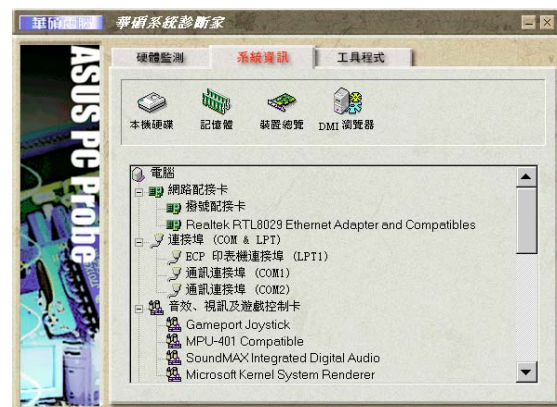 華碩電腦 華碩系統診斷家
ASUS PC Probe
硬體監測 系統資訊 工具程式
本機硬碟 記憶體 裝置總覽 DMI 瀏覽器
電腦
網路配接卡
撥號配接卡
Realtek RTL8029 Ethernet Adapter and Compatibles
連接埠 (COM & LPT)
ECP 印表機連接埠 (LPT1)
通訊連接埠 (COM1)
通訊連接埠 (COM2)
音效、視訊及遊戲控制卡
Gameport Joystick
MPU-401 Compatible
SoundMAX Integrated Digital Audio
Microsoft Kernel System Renderer